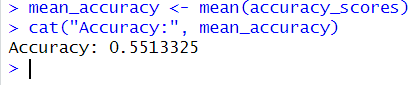 > mean_accuracy <- mean(accuracy_scores)
> cat("Accuracy:", mean_accuracy)
Accuracy: 0.5513325
>